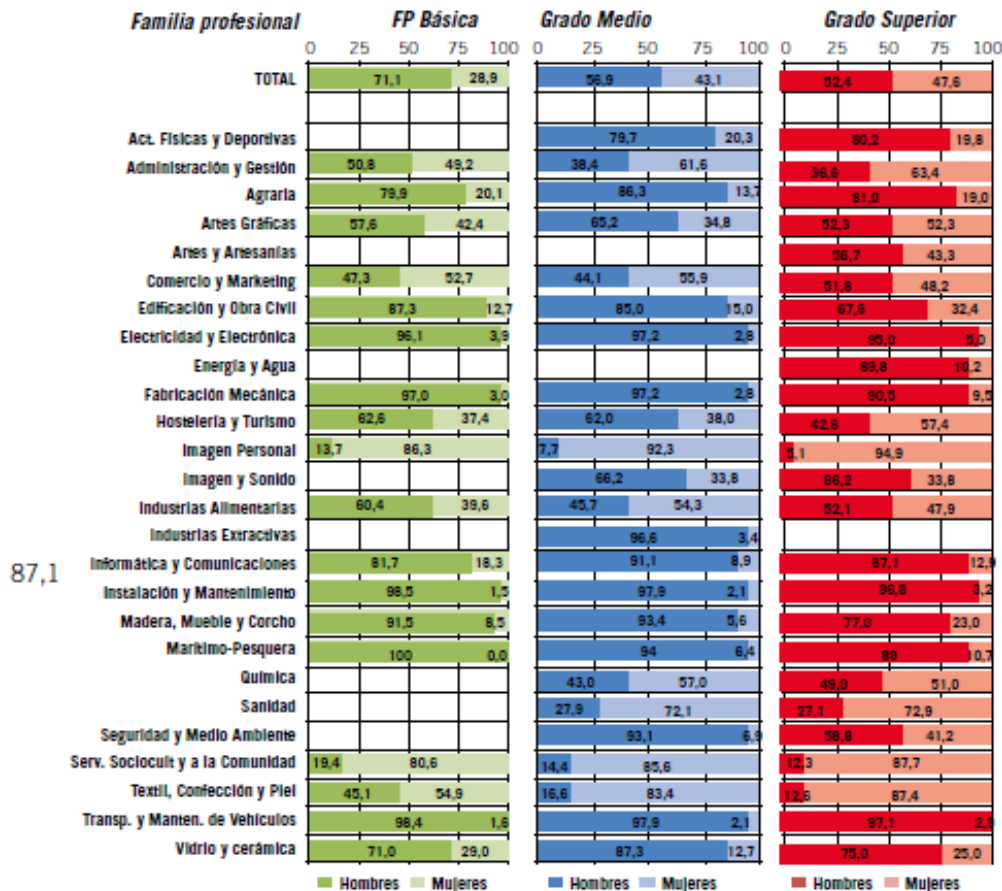 Familia profesional FP Básica Grado Medio Grado Superior
0 50 75 100 0 50 75 100 0 50 75 100
TOTAL 71,1 28,9 56,9 43,1 52,4 47,6
Act. Físicas y Deportivas 79,7 20,3 80,2 19,8
Administración y Gestión 50,8 49,2 38,4 61,6 36,6 63,4
Agraria 79,9 20,1 86,3 13,7 81,0 19,0
Artes Gráficas 57,6 42,4 65,2 34,8 52,3 52,3
Artes y Artesanías 56,7 43,3
Comercio y Marketing 47,3 52,7 44,1 55,9 51,8 48,2
Edificación y Obra Civil 87,3 12,7 85,0 15,0 67,6 32,4
Electricidad y Electrónica 96,1 3,9 97,2 2,8 95,0 5,0
Energía y Agua 89,8 10,2
Fabricación Mecánica 97,0 3,0 97,2 2,8 90,5 9,5
Hostelería y Turismo 62,6 37,4 62,0 38,0 42,6 57,4
Imagen Personal 13,7 86,3 7,7 92,3 5,1 94,9
Imagen y Sonido 66,2 33,8 66,2 33,8
Industrias Alimentarias 60,4 39,6 45,7 54,3 52,1 47,9
Industrias Extractivas 96,6 3,4
87,1 Informática y Comunicaciones 81,7 18,3 91,1 8,9 87,1 12,9
Instalación y Mantenimiento 98,5 1,5 97,9 2,1 96,8 3,2
Madera, Mueble y Corcho 91,5 8,5 93,4 5,6 77,0 23,0
Marítimo-Pesquera 100 0,0 94 6,4 89 10,7
Química 43,0 57,0 49,0 51,0
Sanidad 27,9 72,1 27,1 72,9
Seguridad y Medio Ambiente 93,1 6,9 58,8 41,2
Serv. Sociocult y a la Comunidad 19,4 80,6 14,4 85,6 12,3 87,7
Textil, Confección y Piel 45,1 54,9 16,6 83,4 12,6 87,4
Transp. y Manten. de Vehículos 98,4 1,6 97,9 2,1 97,1 2,9
Vidrio y cerámica 71,0 29,0 87,3 12,7 75,0 25,0
Hombres Mujeres Hombres Mujeres Hombres Mujeres